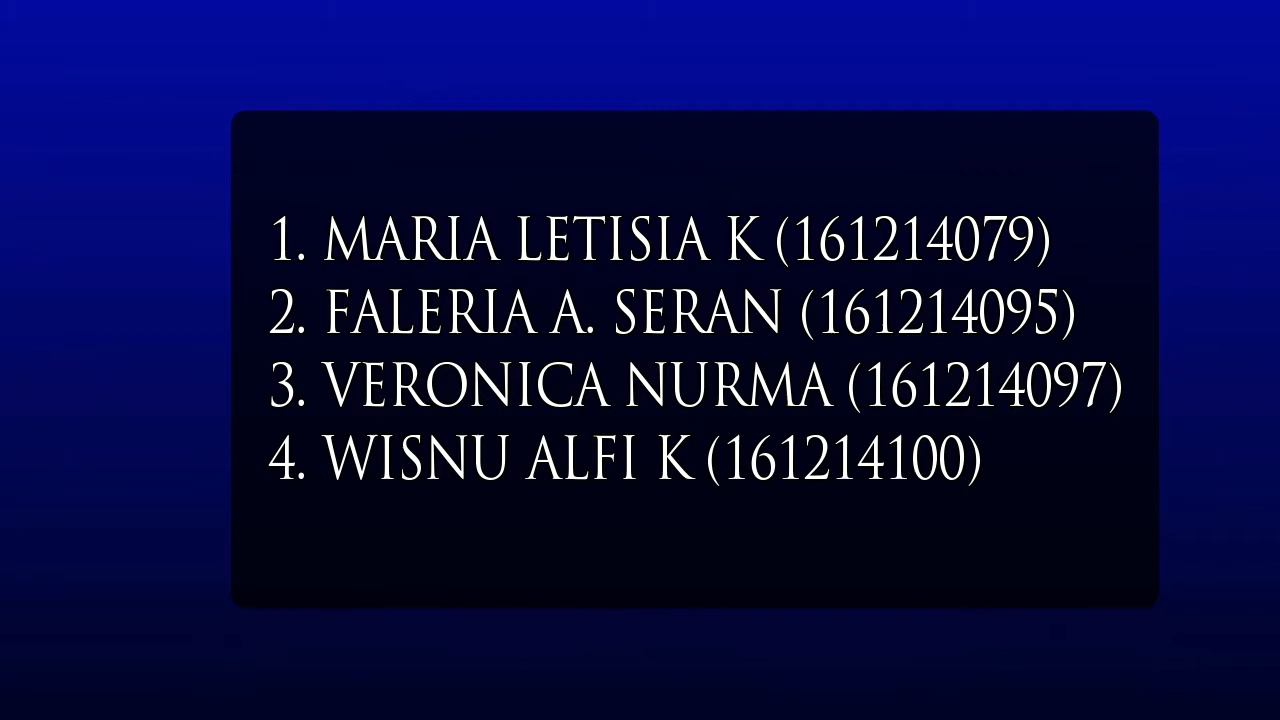 1. MARIA LETISIA K (161214079)
2. FALERIA A. SERAN (161214095)
3. VERONICA NURMA (161214097)
4. WISNU ALFI K (161214100)